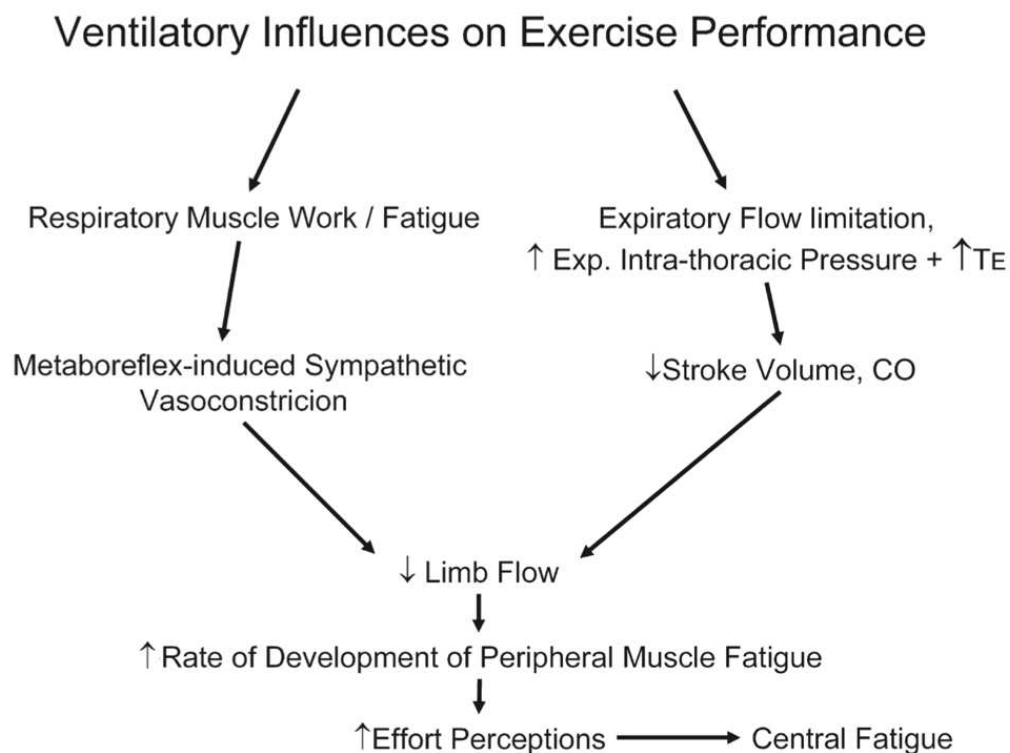 Ventilatory Influences on Exercise Performance
Respiratory Muscle Work / Fatigue
Expiratory Flow limitation,
↑ Exp. Intra-thoracic Pressure + ↑TE
Metaboreflex-induced Sympathetic
Vasoconstricion
↓Stroke Volume, CO
↓ Limb Flow
↑Rate of Development of Peripheral Muscle Fatigue
↑Effort Perceptions
Central Fatigue